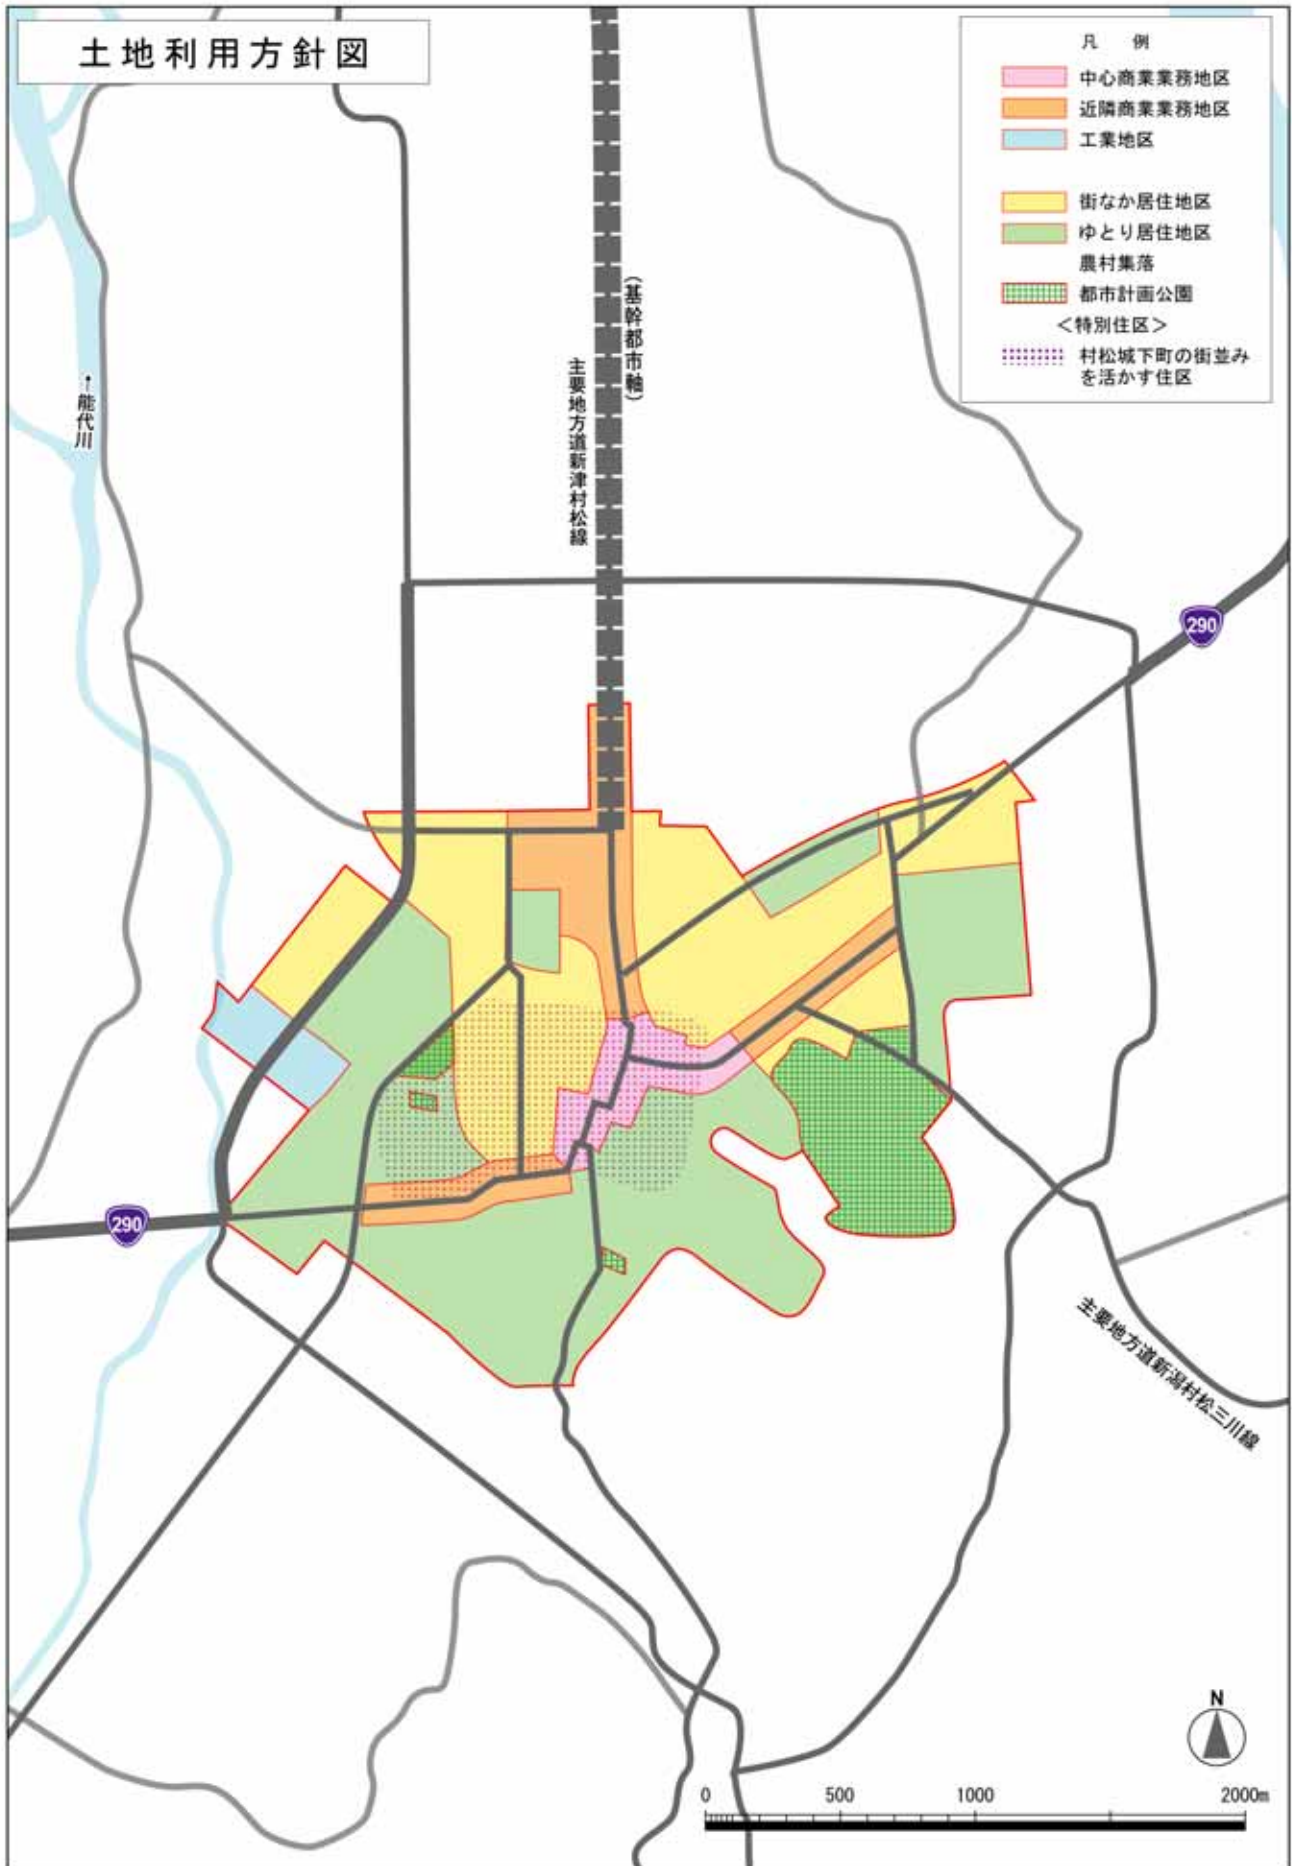 土地利用方針図
凡 例
中心商業業務地区
近隣商業業務地区
工業地区
街なか居住地区
ゆとり居住地区
農村集落
都市計画公園
＜特別住区＞
村松城下町の街並み
を活かす住区
(基幹都市軸)
主要地方道新津村松線
↑能代川
290
290
主要地方道新潟村松三川線
N
0 500 1000 2000m